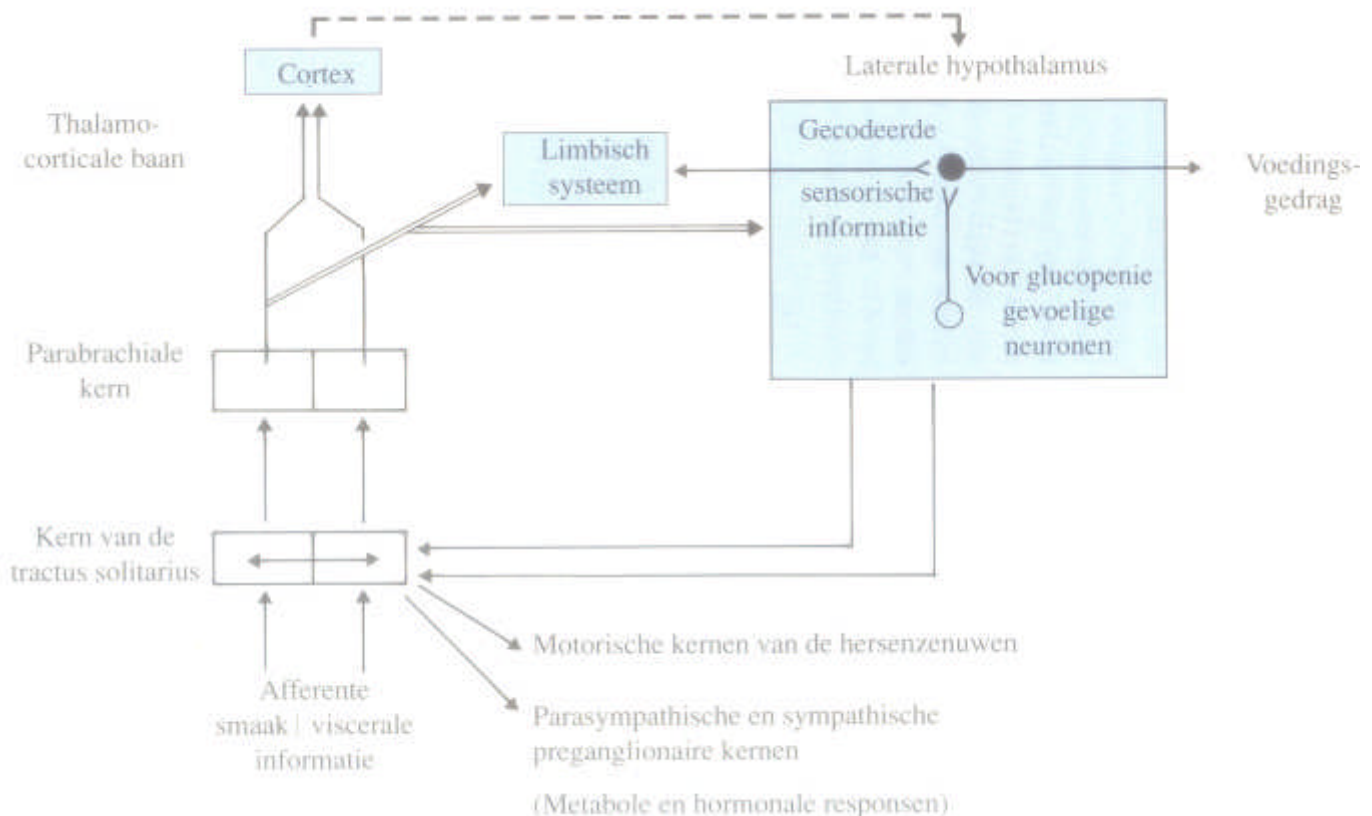 Cortex
Laterale hypothalamus
Thalamo-
corticale baan
Limbisch
systeem
Gecodeerde
sensorische
informatie
Voedings-
gedrag
Voor glucopenie
gevoelige
neuronen
Parabrachiale
kern
Kern van de
tractus solitarius
Motorische kernen van de hersenzenuwen
Afferente
smaak | viscerale
informatie
Parasympathische en sympathische
preganglionaire kernen
(Metabole en hormonale responsen)